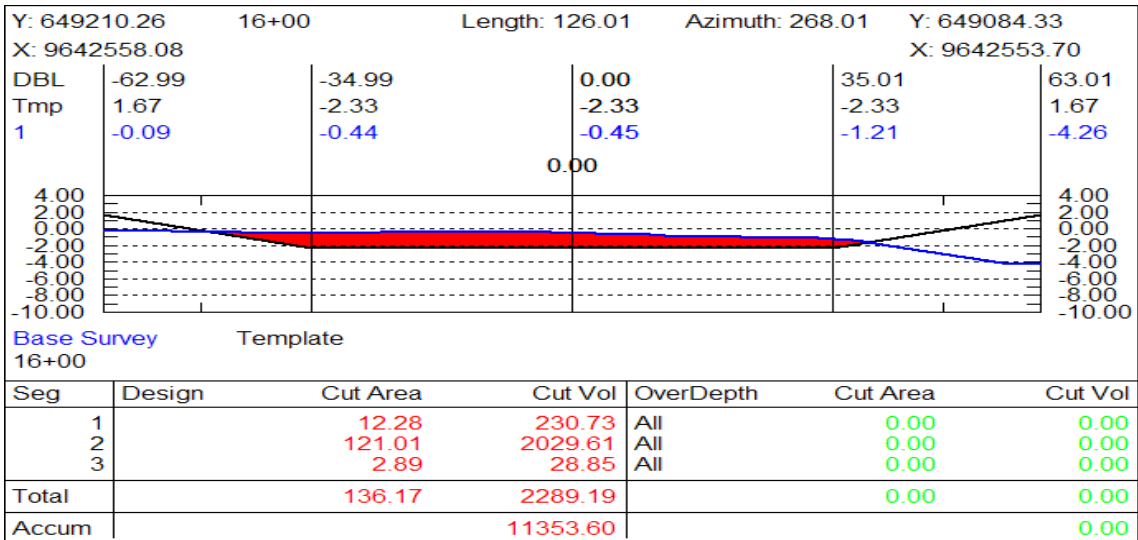 Y: 649210.26 16+00 Length: 126.01 Azimuth: 268.01 Y: 649084.33
X: 9642558.08 X: 9642553.70
DBL -62.99 -34.99 0.00 35.01 63.01
Tmp 1.67 -2.33 -2.33 -2.33 1.67
1 -0.09 -0.44 -0.45 -1.21 -4.26
0.00
4.00 4.00
2.00 2.00
0.00 0.00
-2.00 -2.00
-4.00 -4.00
-6.00 -6.00
-8.00 -8.00
-10.00 -10.00
Base Survey Template
16+00
Seg Design Cut Area Cut Vol OverDepth Cut Area Cut Vol
1 12.28 230.73 All 0.00 0.00
2 121.01 2029.61 All 0.00 0.00
3 2.89 28.85 All 0.00 0.00
Total 136.17 2289.19 0.00 0.00
Accum 11353.60 0.00